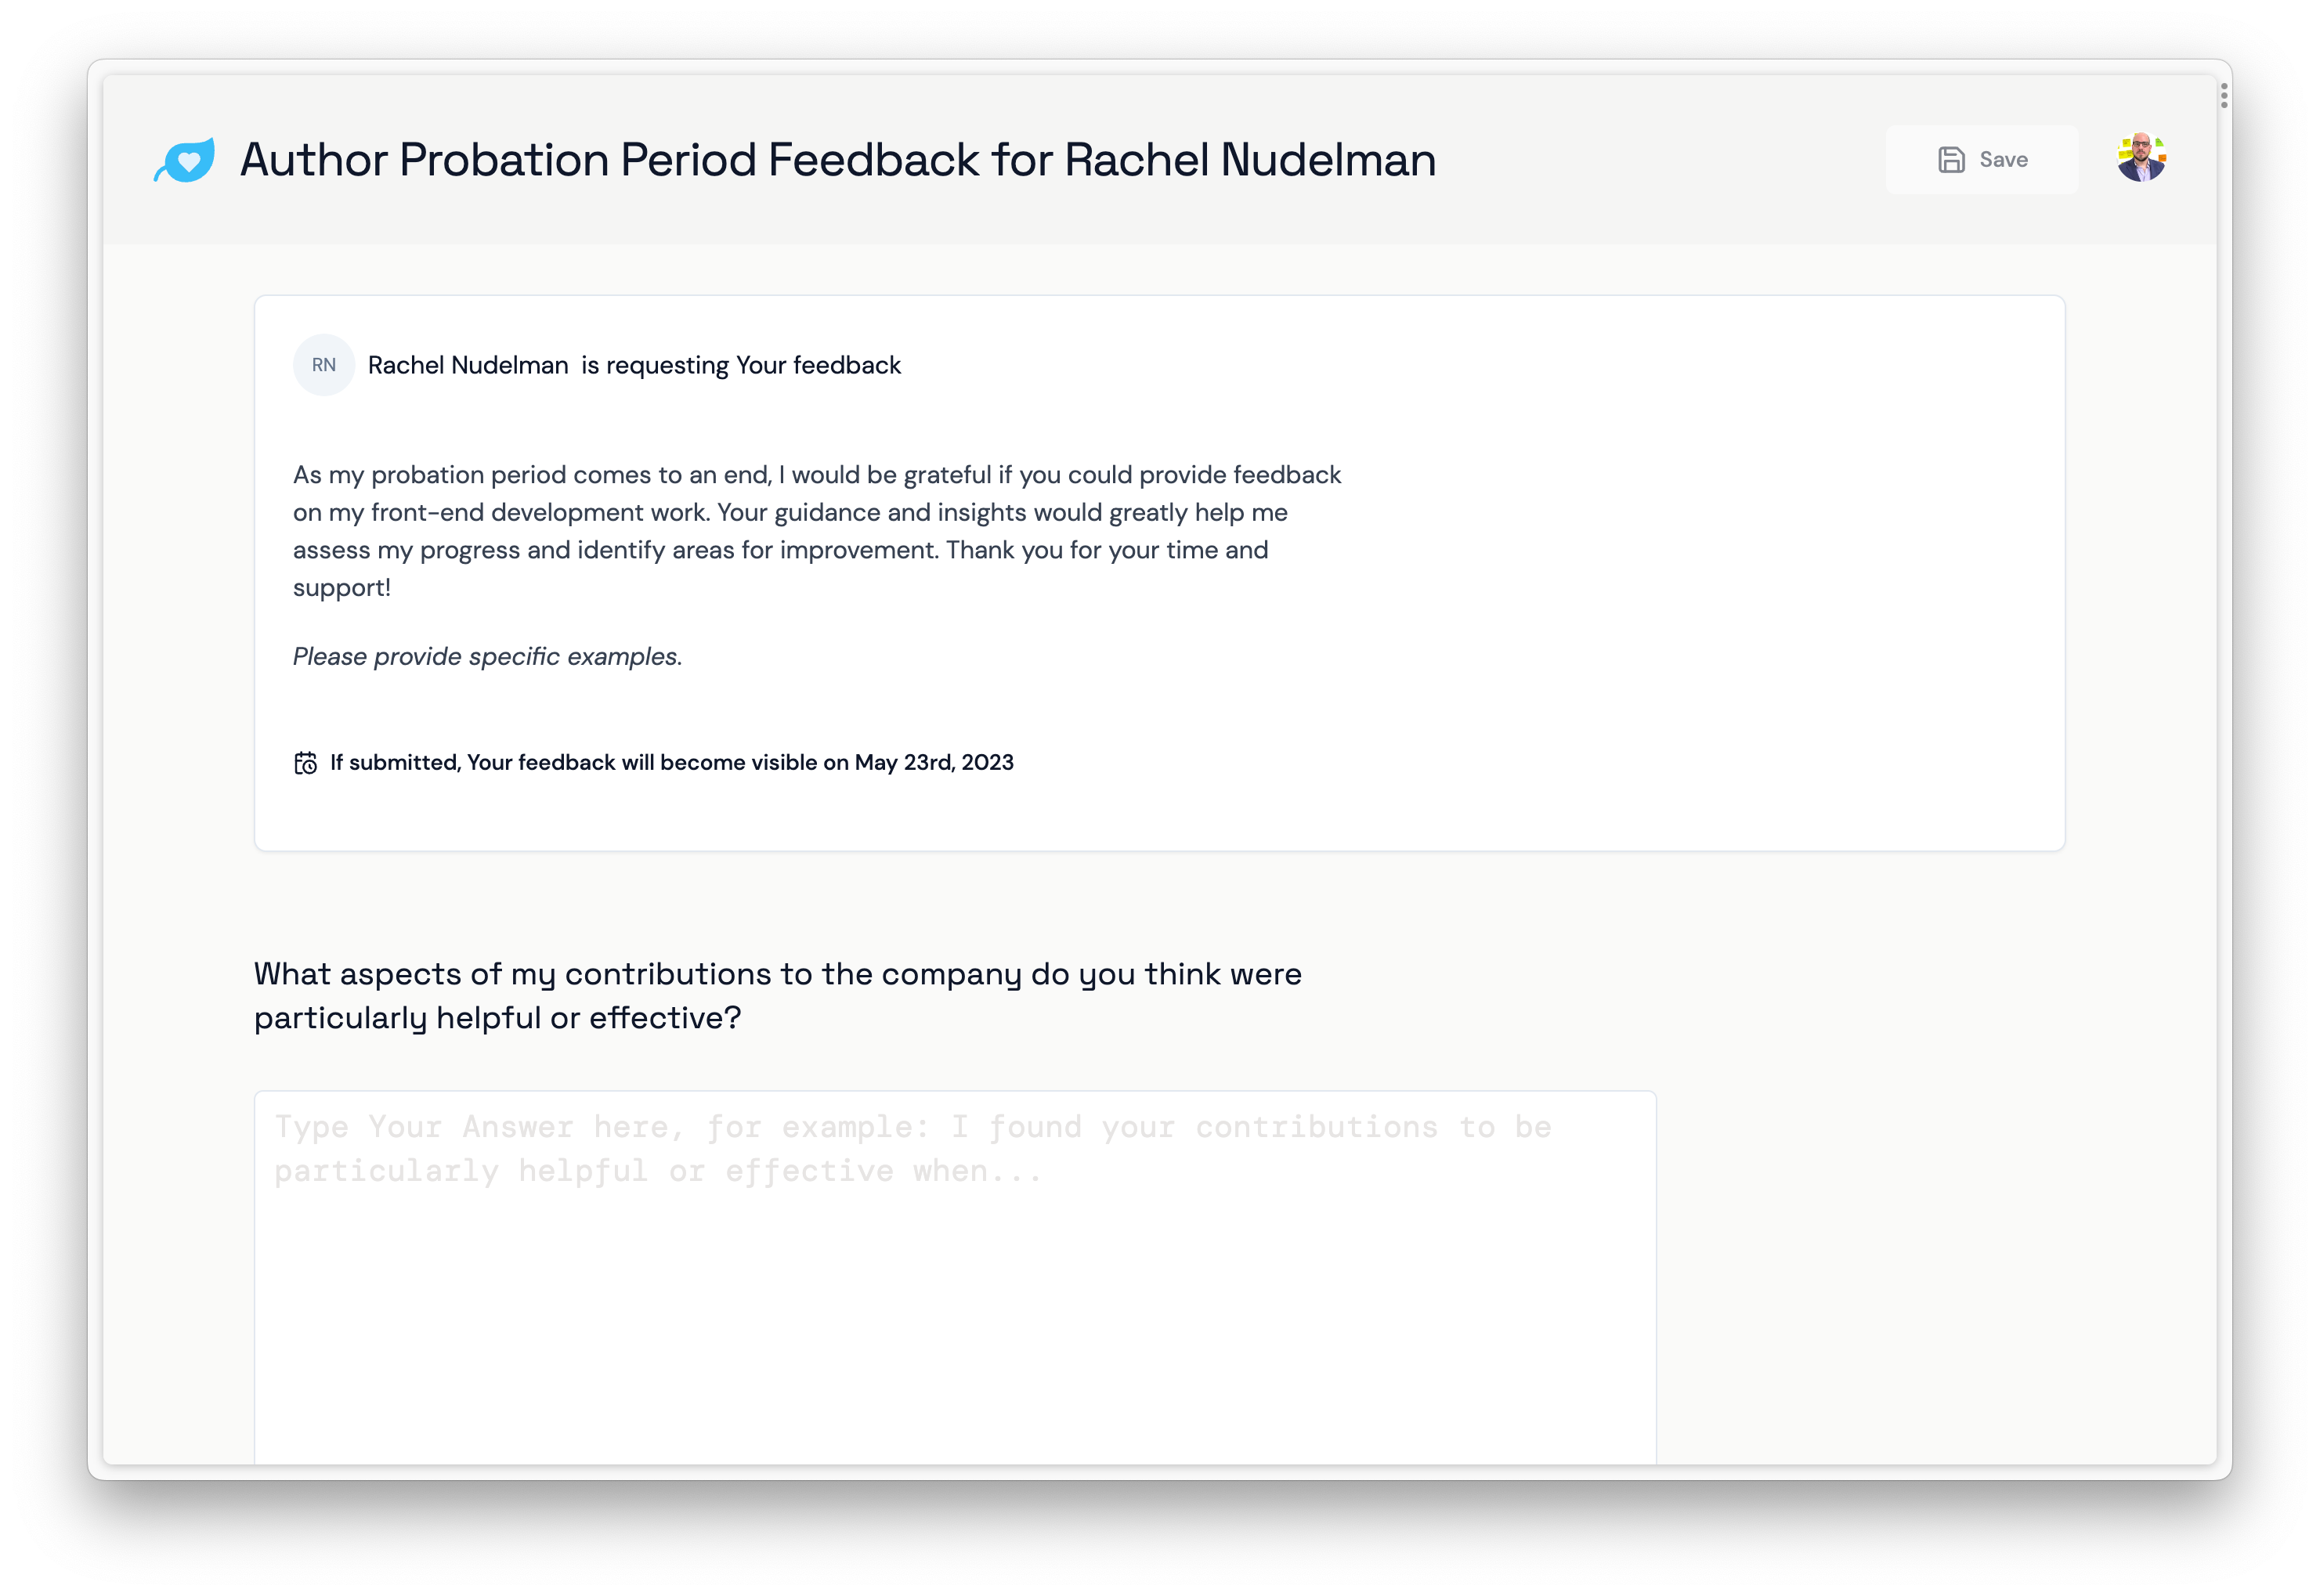 Author Probation Period Feedback for Rachel Nudelman
Save
RN
Rachel Nudelman is requesting Your feedback
As my probation period comes to an end, I would be grateful if you could provide feedback
on my front-end development work. Your guidance and insights would greatly help me
assess my progress and identify areas for improvement. Thank you for your time and
support!
Please provide specific examples.
If submitted, Your feedback will become visible on May 23rd, 2023
What aspects of my contributions to the company do you think were
particularly helpful or effective?
Type Your Answer here, for example: I found your contributions to be
particularly helpful or effective when...